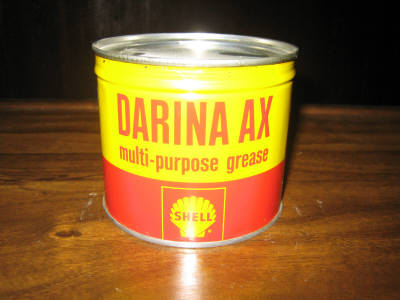 DARINA AX
multi-purpose grease
SHELL